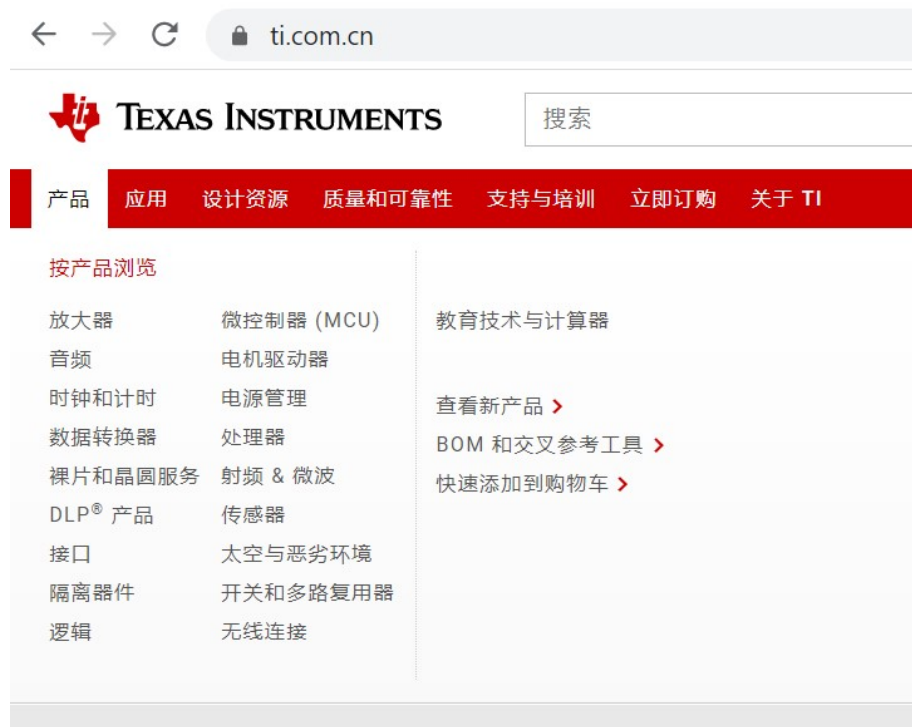 ti.com.cn
TEXAS INSTRUMENTS
搜索
产品 应用 设计资源 质量和可靠性 支持与培训 立即订购 关于 TI
按产品浏览
放大器
音频
时钟和计时
数据转换器
裸片和晶圆服务
DLP® 产品
接口
隔离器件
逻辑
微控制器 (MCU)
电机驱动器
电源管理
处理器
射频 & 微波
传感器
太空与恶劣环境
开关和多路复用器
无线连接
教育技术与计算器
查看新产品
BOM 和交叉参考工具
快速添加到购物车